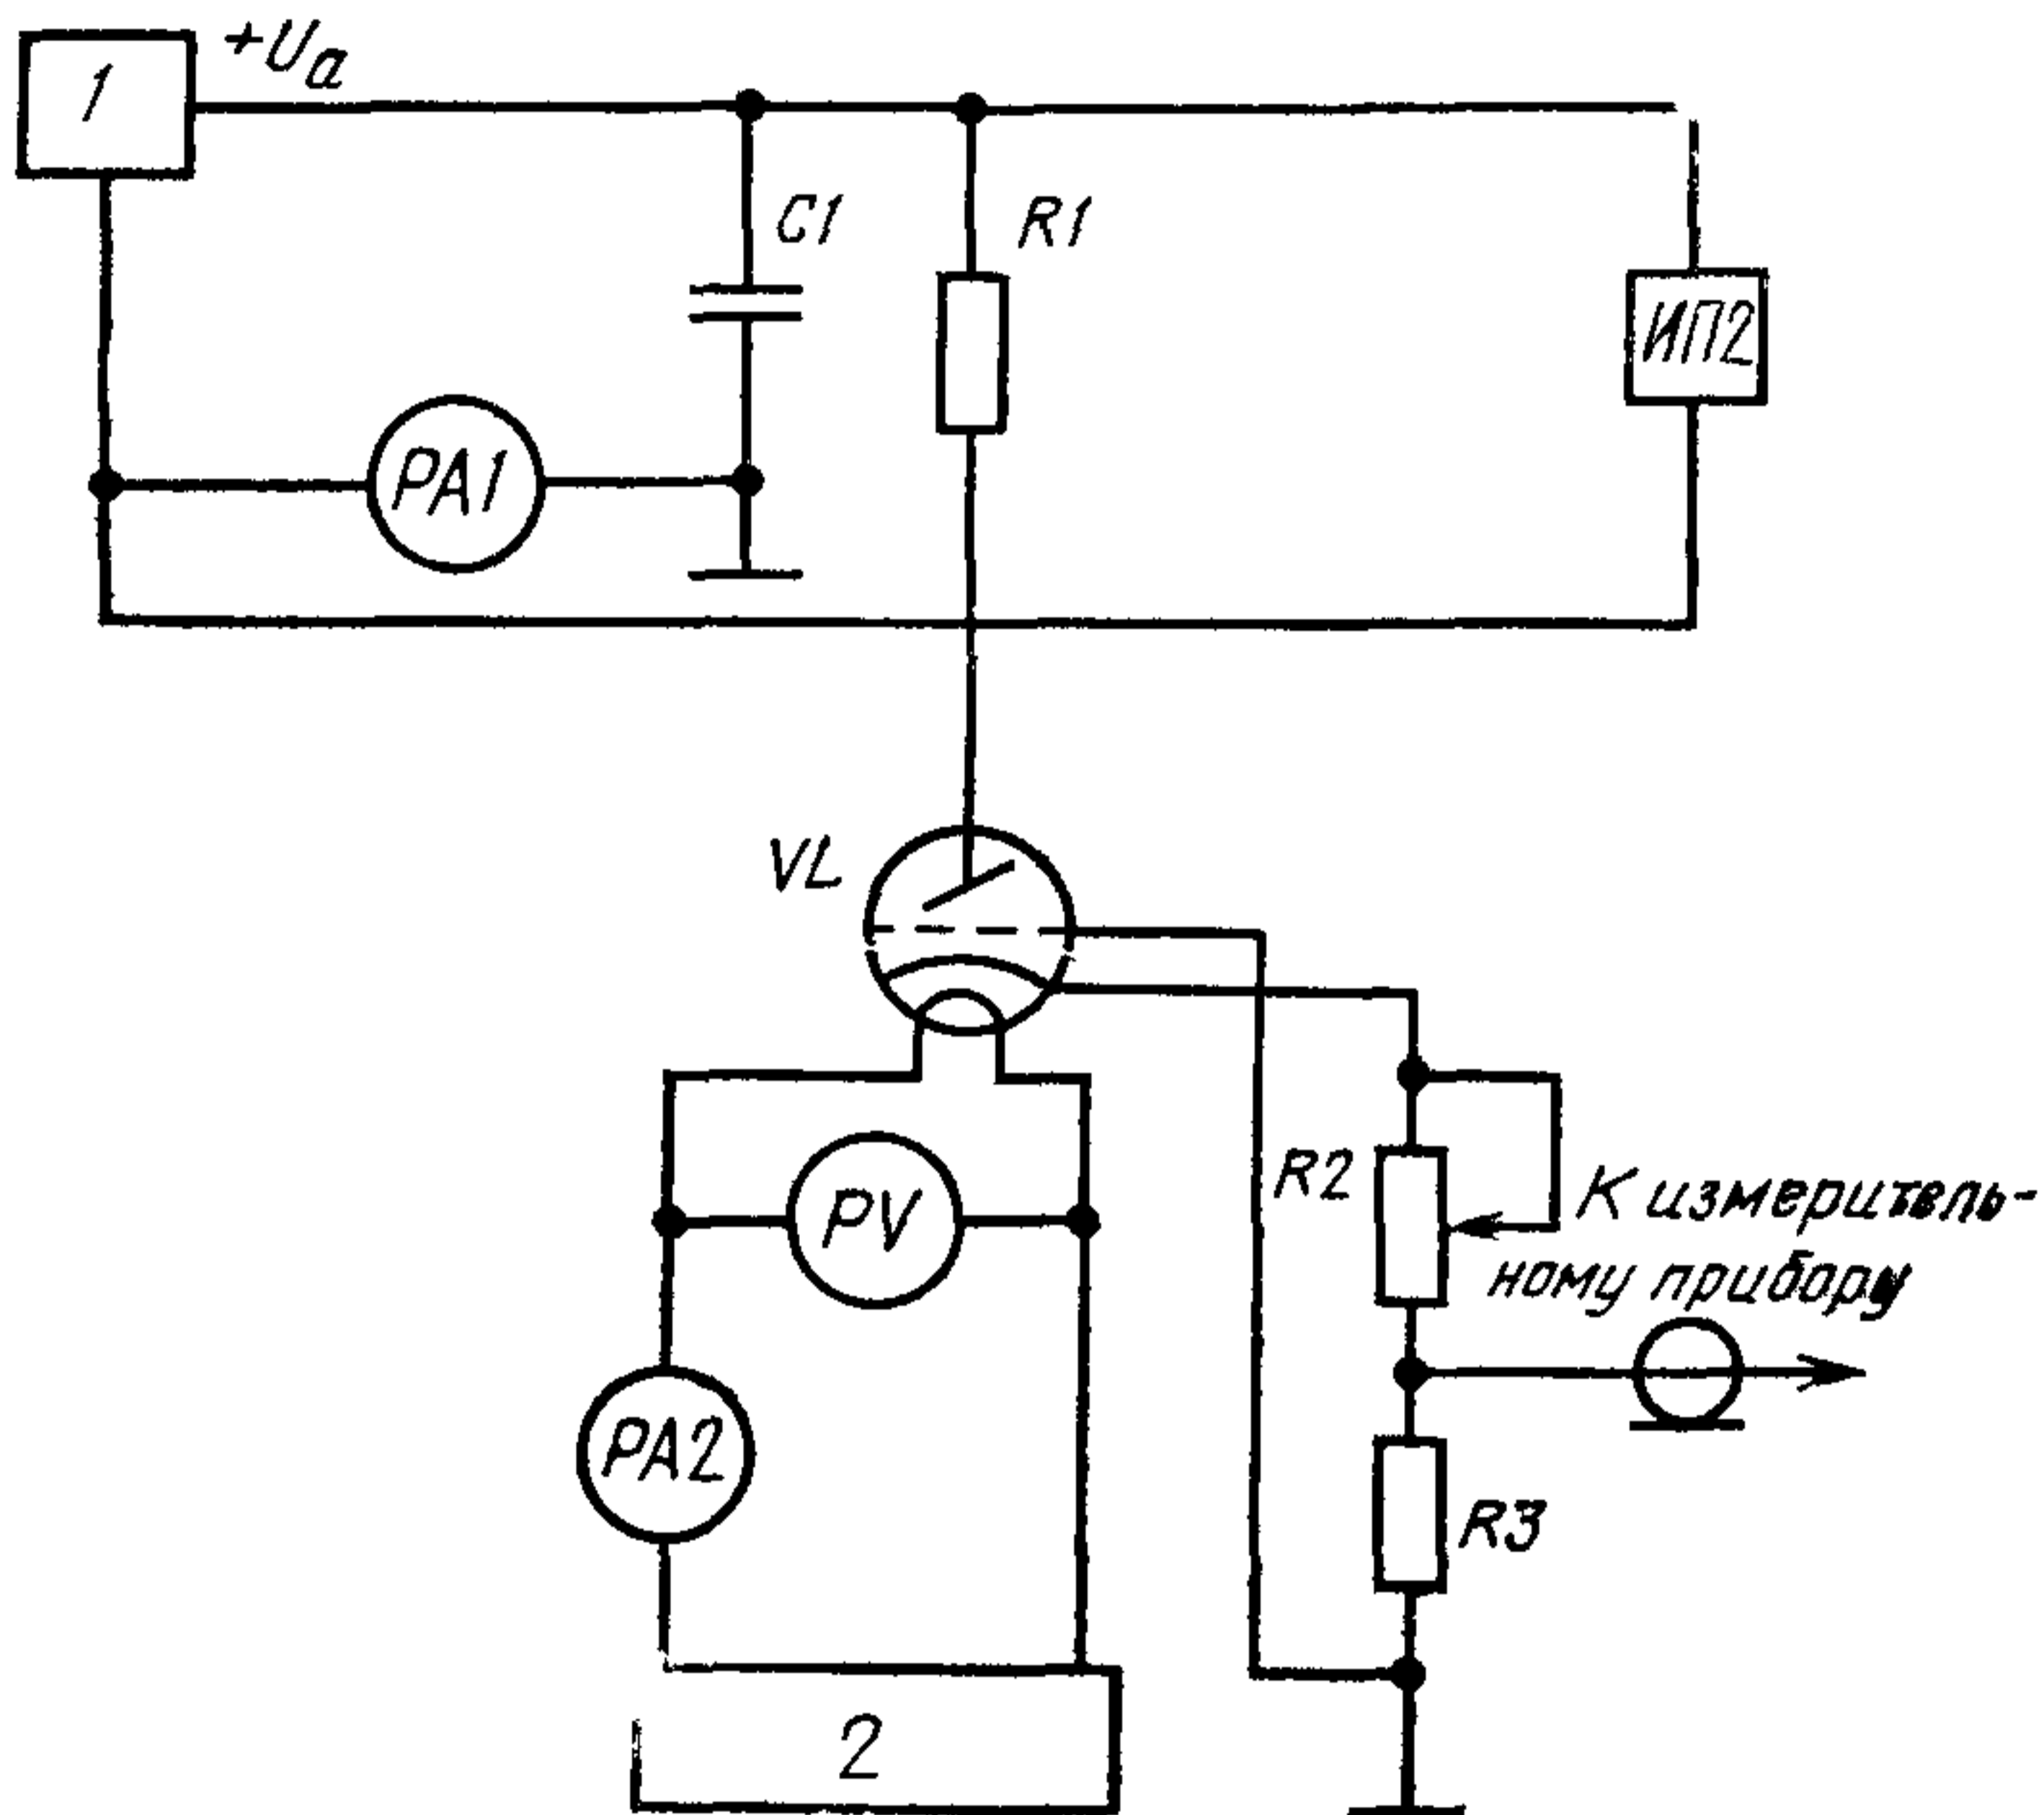 1
+Ua
C1
R1
ИП2
PA1
VL
PV
R2
К измеритель-
ному прибору
PA2
R3
2